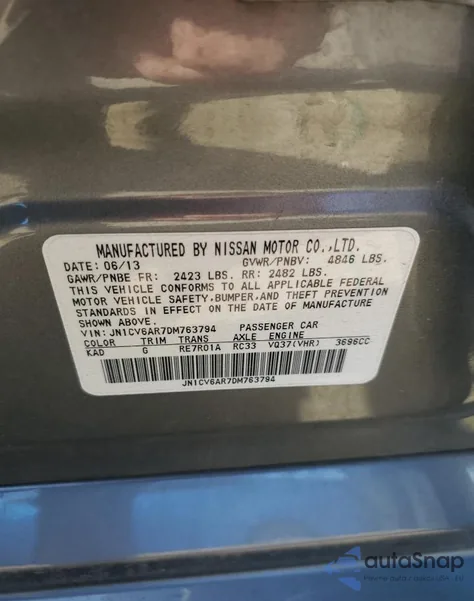 MANUFACTURED BY NISSAN MOTOR CO.,LTD.
DATE: 06/13 GVWR/PNBV: 4846 LBS.
GAWR/PNBE FR: 2423 LBS. RR: 2482 LBS.
THIS VEHICLE CONFORMS TO ALL APPLICABLE FEDERAL
MOTOR VEHICLE SAFETY,BUMPER,AND THEFT PREVENTION
STANDARDS IN EFFECT ON THE DATE OF MANUFACTURE
SHOWN ABOVE.
VIN: JN1CV6AR7DM763794 PASSENGER CAR
COLOR TRIM TRANS AXLE ENGINE
KAD G RE7R01A RC33 VQ37(VHR) 3696CC
JN1CV6AR7DM763794
autoSnap